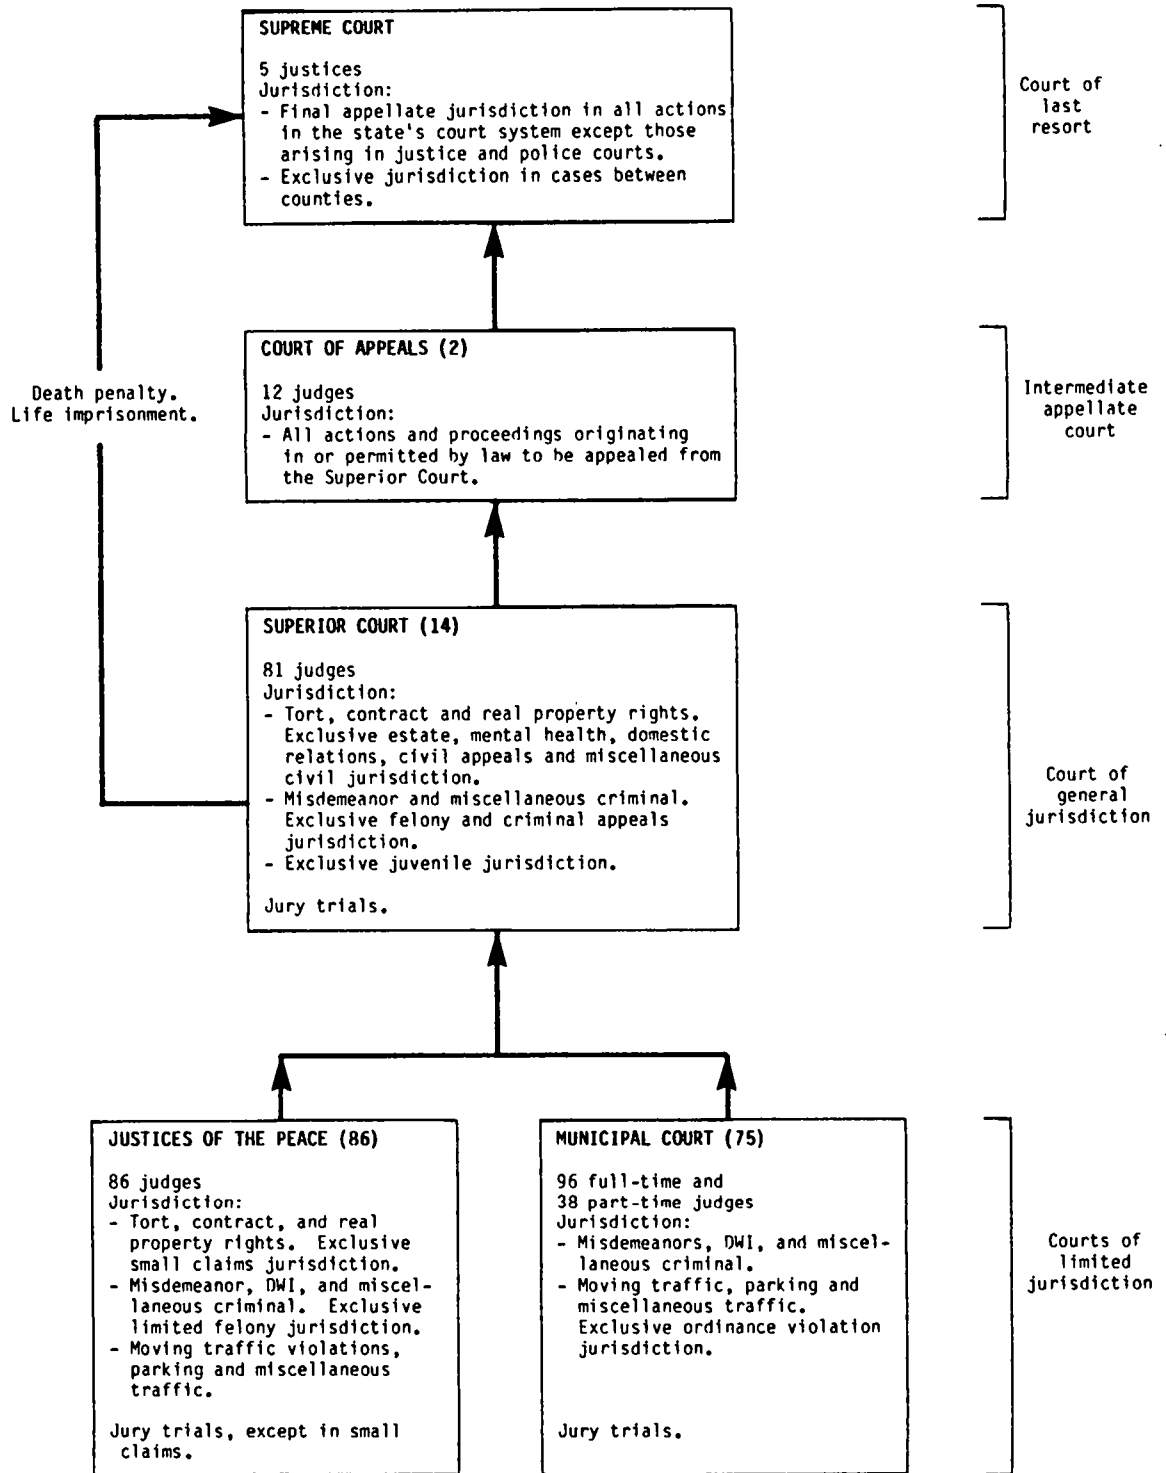 SUPREME COURT
5 justices
Jurisdiction:
- Final appellate jurisdiction in all actions
in the state's court system except those
arising in justice and police courts.
- Exclusive jurisdiction in cases between
counties.
Court of
last
resort
Death penalty.
Life imprisonment.
COURT OF APPEALS (2)
12 judges
Jurisdiction:
- All actions and proceedings originating
in or permitted by law to be appealed from
the Superior Court.
Intermediate
appellate
court
SUPERIOR COURT (14)
81 judges
Jurisdiction:
- Tort, contract and real property rights.
Exclusive estate, mental health, domestic
relations, civil appeals and miscellaneous
civil jurisdiction.
- Misdemeanor and miscellaneous criminal.
Exclusive felony and criminal appeals
jurisdiction.
- Exclusive juvenile jurisdiction.
Jury trials.
Court of
general
jurisdiction
JUSTICES OF THE PEACE (86)
86 judges
Jurisdiction:
- Tort, contract, and real
property rights. Exclusive
small claims jurisdiction.
- Misdemeanor, DWI, and miscel-
laneous criminal. Exclusive
limited felony jurisdiction.
- Moving traffic violations,
parking and miscellaneous
traffic.
Jury trials, except in small
claims.
MUNICIPAL COURT (75)
96 full-time and
38 part-time judges
Jurisdiction:
- Misdemeanors, DWI, and miscel-
laneous criminal.
- Moving traffic, parking and
miscellaneous traffic.
Exclusive ordinance violation
jurisdiction.
Jury trials.
Courts of
limited
jurisdiction